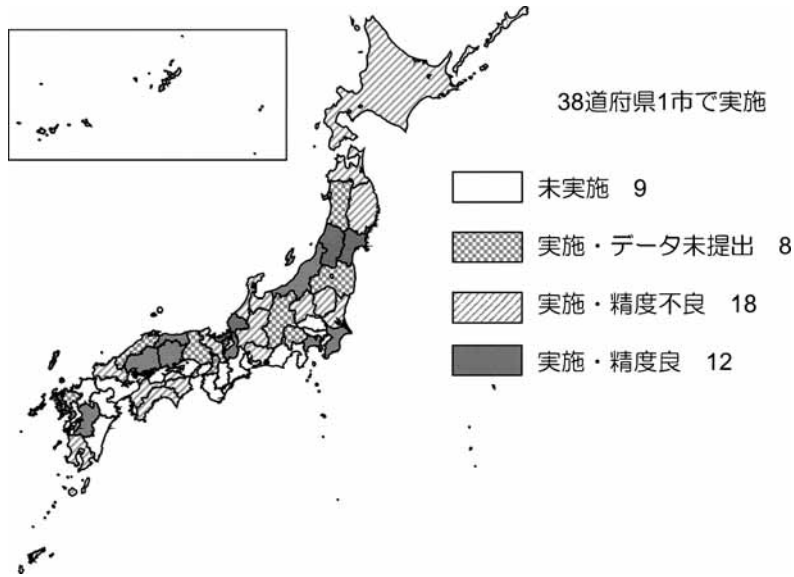 38道府県1市で実施
未実施 9
実施・データ未提出 8
実施・精度不良 18
実施・精度良 12